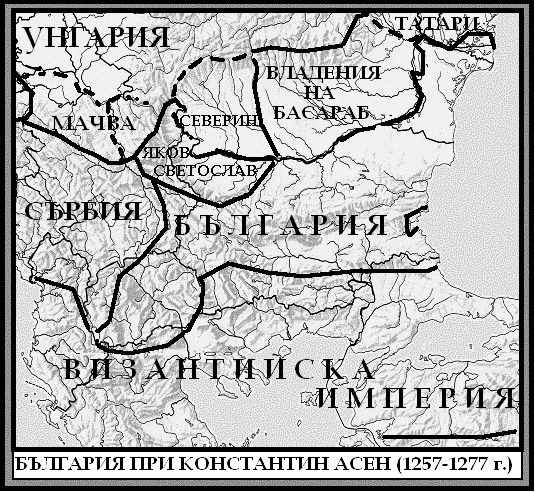 ТАТАРИ
УНГАРИЯ
ВЛАДЕНИЯ
НА
БАСАРАБ
МАЧВА
СЕВЕРИН
ЯКОВ
СВЕТОСЛАВ
СЪРБИЯ
БЪЛГАРИЯ
ВИЗАНТИЙСКА
ИМПЕРИЯ
БЪЛГАРИЯ ПРИ КОНСТАНТИН АСЕН (1257-1277 г.)